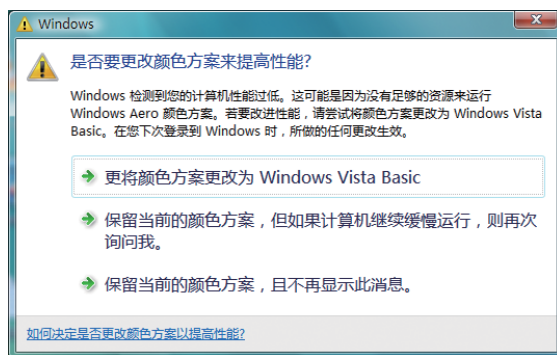 Windows
是否要更改颜色方案来提高性能?
Windows 检测到您的计算机性能过低。这可能是因为没有足够的资源来运行
Windows Aero 颜色方案。若要改进性能，请尝试将颜色方案更改为 Windows Vista
Basic。在您下次登录到 Windows 时，所做的任何更改生效。
更将颜色方案更改为 Windows Vista Basic
保留当前的颜色方案，但如果计算机继续缓慢运行，则再次
询问我。
保留当前的颜色方案，且不再显示此消息。
如何决定是否更改颜色方案以提高性能?